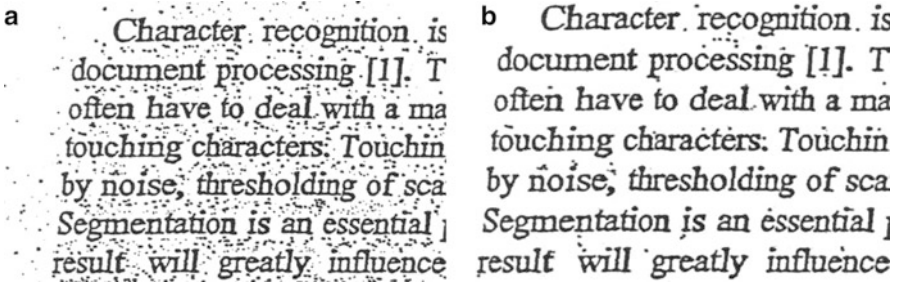 a
Character recognition is
document processing [1]. T
often have to deal with a ma
touching characters. Touchin
by noise, thresholding of sca
Segmentation is an essential
result will greatly influence
b
Character recognition is
document processing [1]. T
often have to deal with a ma
touching characters. Touchin
by noise, thresholding of sca
Segmentation is an essential
result will greatly influence